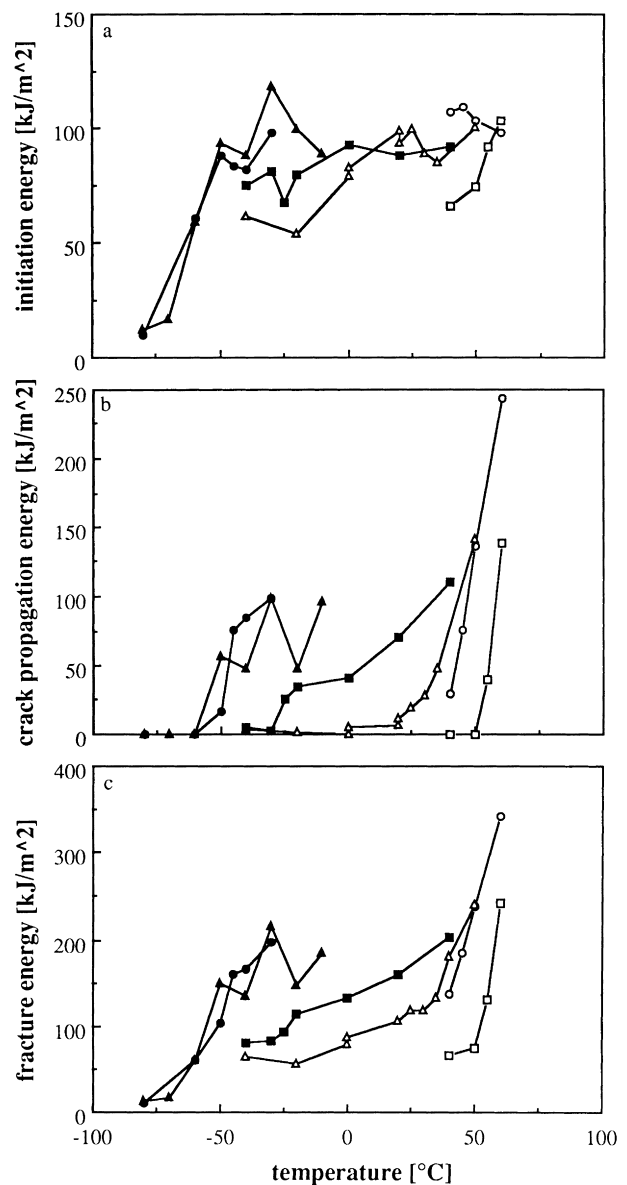 a
150
100
50
0
initiation energy [kJ/m^2]
b
250
200
150
100
50
0
crack propagation energy [kJ/m^2]
c
400
300
200
100
0
fracture energy [kJ/m^2]
-100 -50 0 50 100
temperature [°C]